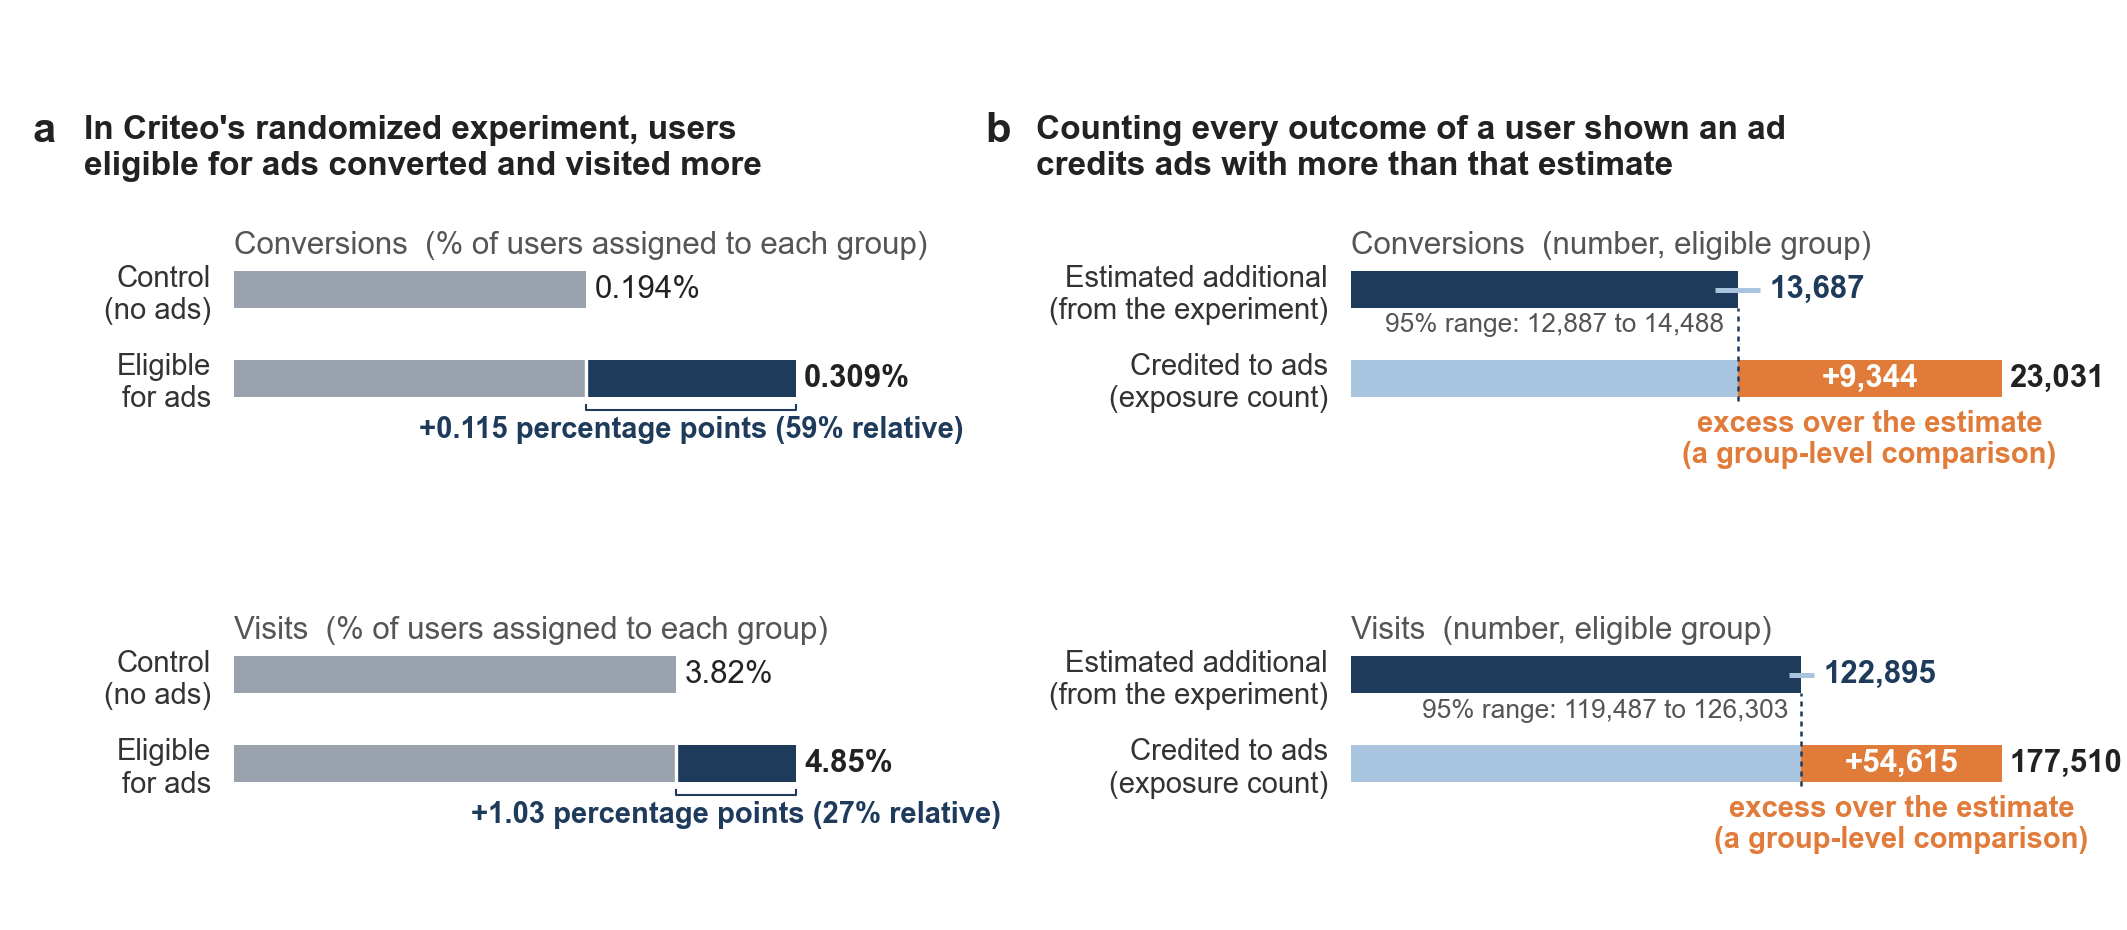 a
In Criteo's randomized experiment, users
eligible for ads converted and visited more
Conversions (% of users assigned to each group)
Control
(no ads)
0.194%
Eligible
for ads
0.309%
+0.115 percentage points (59% relative)
Visits (% of users assigned to each group)
Control
(no ads)
3.82%
Eligible
for ads
4.85%
+1.03 percentage points (27% relative)
b
Counting every outcome of a user shown an ad
credits ads with more than that estimate
Conversions (number, eligible group)
Estimated additional
(from the experiment)
13,687
95% range: 12,887 to 14,488
Credited to ads
(exposure count)
+9,344
23,031
excess over the estimate
(a group-level comparison)
Visits (number, eligible group)
Estimated additional
(from the experiment)
122,895
95% range: 119,487 to 126,303
Credited to ads
(exposure count)
+54,615
177,510
excess over the estimate
(a group-level comparison)